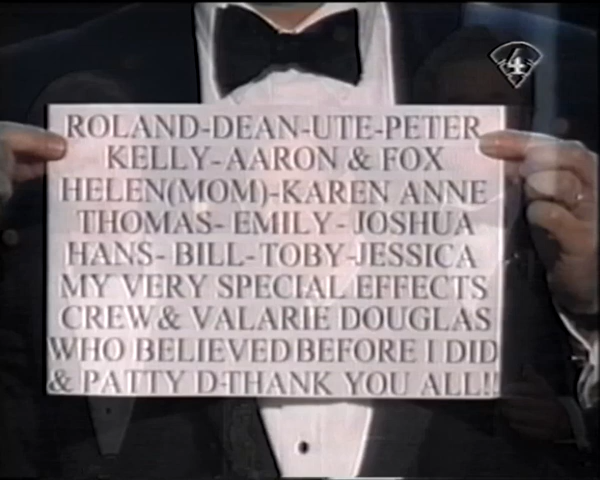 4
ROLAND-DEAN-UTE-PETER
KELLY-AARON & FOX
HELEN(MOM)-KAREN ANNE
THOMAS-EMILY-JOSHUA
HANS-BILL-TOBY-JESSICA
MY VERY SPECIAL EFFECTS
CREW & VALARIE DOUGLAS
WHO BELIEVED BEFORE I DID
& PATTY D-THANK YOU ALL!!